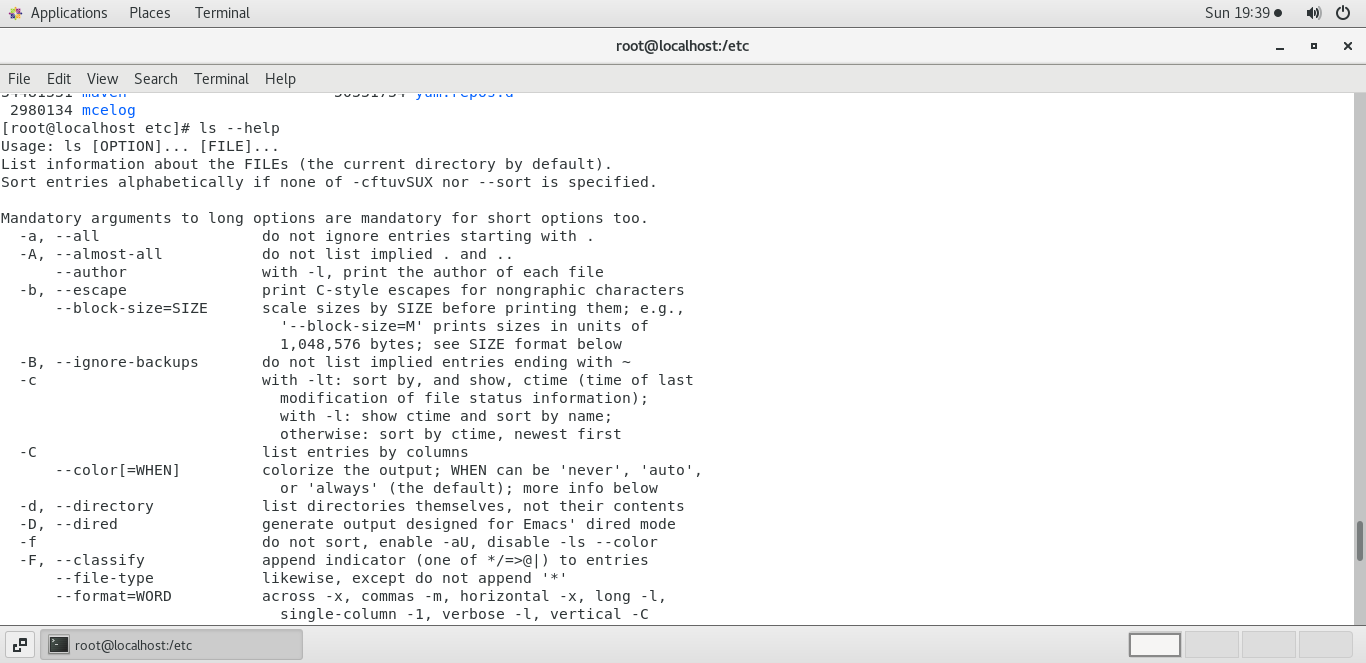 Applications Places Terminal Sun 19:39
root@localhost:/etc
File Edit View Search Terminal Help
maven yum.repos.d
2980134 mcelog
[root@localhost etc]# ls --help
Usage: ls [OPTION]... [FILE]...
List information about the FILEs (the current directory by default).
Sort entries alphabetically if none of -cftuvSUX nor --sort is specified.
Mandatory arguments to long options are mandatory for short options too.
-a, --all do not ignore entries starting with .
-A, --almost-all do not list implied . and ..
--author with -l, print the author of each file
-b, --escape print C-style escapes for nongraphic characters
--block-size=SIZE scale sizes by SIZE before printing them; e.g.,
'--block-size=M' prints sizes in units of
1,048,576 bytes; see SIZE format below
-B, --ignore-backups do not list implied entries ending with ~
-c with -lt: sort by, and show, ctime (time of last
modification of file status information);
with -l: show ctime and sort by name;
otherwise: sort by ctime, newest first
-C list entries by columns
--color[=WHEN] colorize the output; WHEN can be 'never', 'auto',
or 'always' (the default); more info below
-d, --directory list directories themselves, not their contents
-D, --dired generate output designed for Emacs' dired mode
-f do not sort, enable -aU, disable -ls --color
-F, --classify append indicator (one of */=>@|) to entries
--file-type likewise, except do not append '*'
--format=WORD across -x, commas -m, horizontal -x, long -l,
single-column -1, verbose -l, vertical -C
root@localhost:/etc